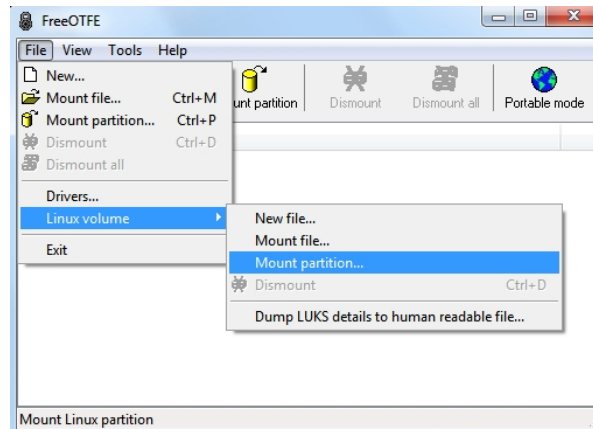 FreeOTFE
File View Tools Help
New...
Mount file... Ctrl+M
Mount partition... Ctrl+P
Dismount Ctrl+D
Dismount all
Drivers...
Linux volume
Exit
unt partition Dismount Dismount all Portable mode
New file...
Mount file...
Mount partition...
Dismount Ctrl+D
Dump LUKS details to human readable file...
Mount Linux partition